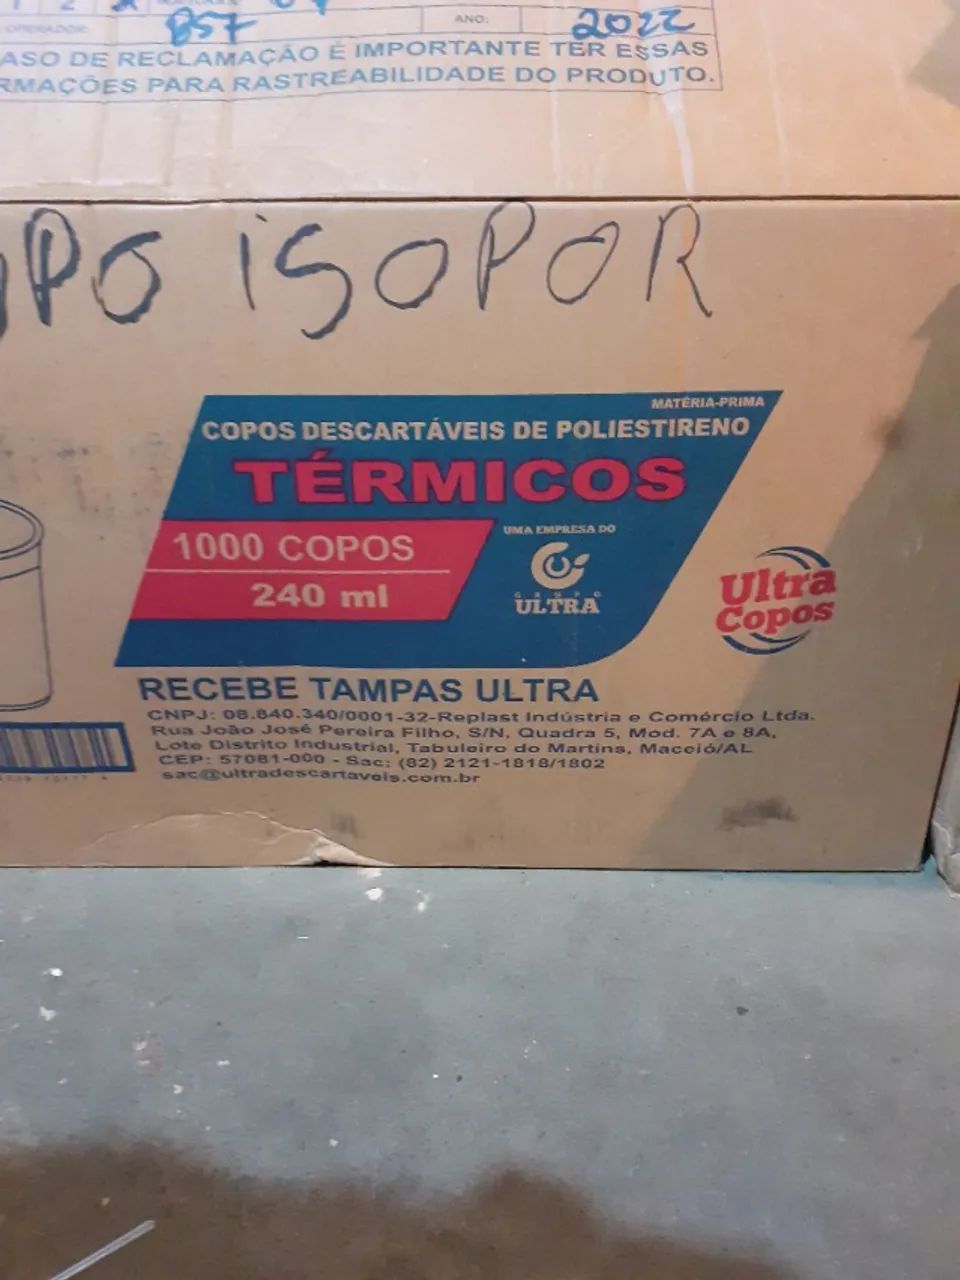 OPERADOR: 857 ANO: 2022
ASO DE RECLAMAÇÃO É IMPORTANTE TER ESSAS
RMAÇÕES PARA RASTREABILIDADE DO PRODUTO.
OPO ISOPOR
MATÉRIA-PRIMA
COPOS DESCARTÁVEIS DE POLIESTIRENO
TÉRMICOS
1000 COPOS
240 ml
UMA EMPRESA DO
GRUPO
ULTRA
Ultra
Copos
RECEBE TAMPAS ULTRA
CNPJ: 08.840.340/0001-32-Replast Indústria e Comércio Ltda.
Rua João José Pereira Filho, S/N, Quadra 5, Mod. 7A e 8A,
Lote Distrito Industrial, Tabuleiro do Martins, Maceió/AL
CEP: 57081-000 - Sac: (82) 2121-1818/1802
sac@ultradescartaveis.com.br